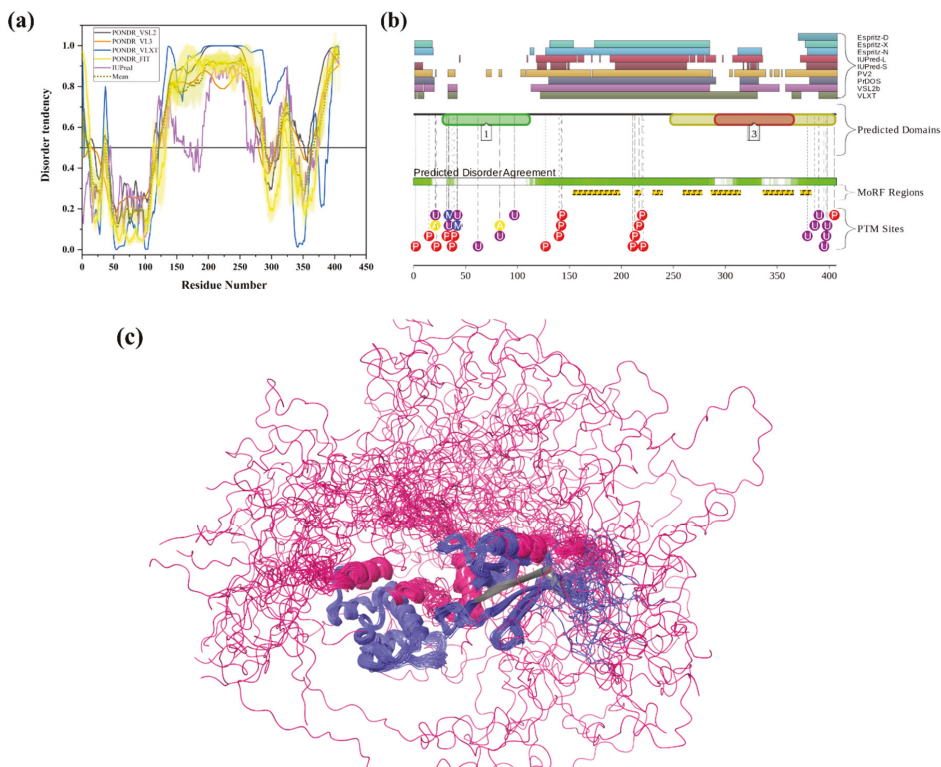 (a)
(b)
PONDR_VSL2
PONDR_VL3
PONDR_VLXT
PONDR_FIT
IUPred
Mean
1.0
0.8
0.6
0.4
0.2
0.0
Disorder tendency
0 50 100 150 200 250 300 350 400 450
Residue Number
Espritz-D
Espritz-X
Espritz-N
IUPred-L
IUPred-S
PV2
PrDOS
VSL2b
VLXT
1
3
Predicted Domains
Predicted Disorder Agreement
MoRF Regions
U M U U P P U P
A U M A P U U
P P P U P P U U
P P P U P P P U
PTM Sites
0 50 100 150 200 250 300 350 400
(c)